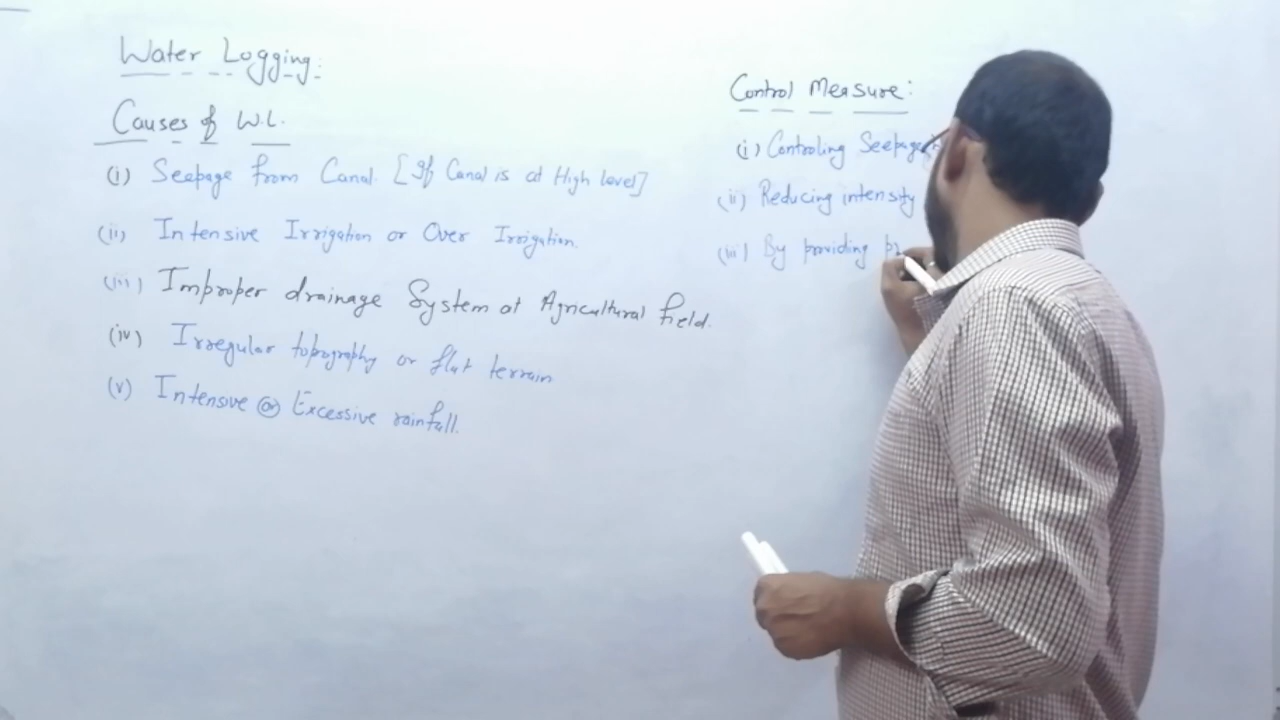 Water Logging:
Causes of W.L.
(i) Seepage from Canal. [If Canal is at High level]
(ii) Intensive Irrigation or Over Irrigation.
(iii) Improper drainage System at Agricultural field.
(iv) Irregular topography or flat terrain
(v) Intensive or Excessive rainfall.
Control Measure:
(i) Controling Seepage
(ii) Reducing intensity
(iii) By providing pr